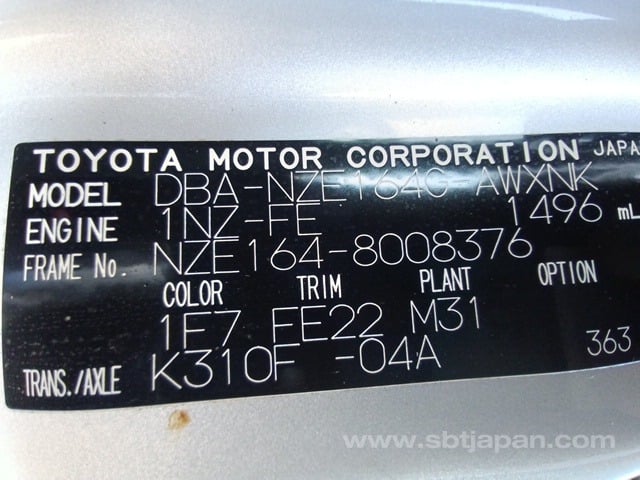 TOYOTA MOTOR CORPORATION JAPAN
MODEL DBA-NZE164G-AWXNK
ENGINE 1NZ-FE 1496 mL
FRAME No. NZE164-8008376
COLOR TRIM PLANT OPTION
1F7 FE22 M31
TRANS./AXLE K310F -04A 363
www.sbtjapan.com